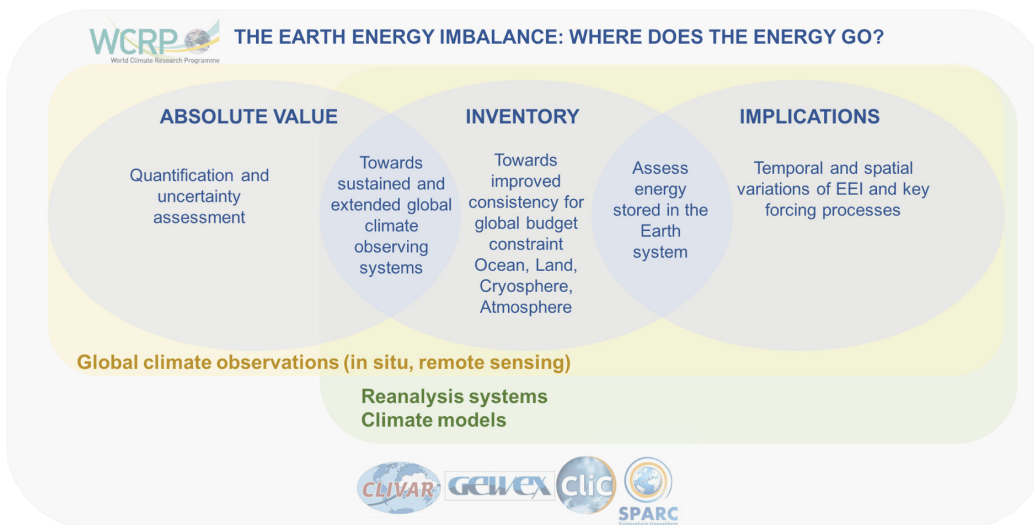 WCRP
World Climate Research Programme
THE EARTH ENERGY IMBALANCE: WHERE DOES THE ENERGY GO?
ABSOLUTE VALUE
Quantification and
uncertainty
assessment
Towards
sustained and
extended global
climate
observing
systems
INVENTORY
Towards
improved
consistency for
global budget
constraint
Ocean, Land,
Cryosphere,
Atmosphere
Assess
energy
stored in the
Earth
system
IMPLICATIONS
Temporal and spatial
variations of EEI and key
forcing processes
Global climate observations (in situ, remote sensing)
Reanalysis systems
Climate models
CLIVAR
GEWEX
CliC
SPARC